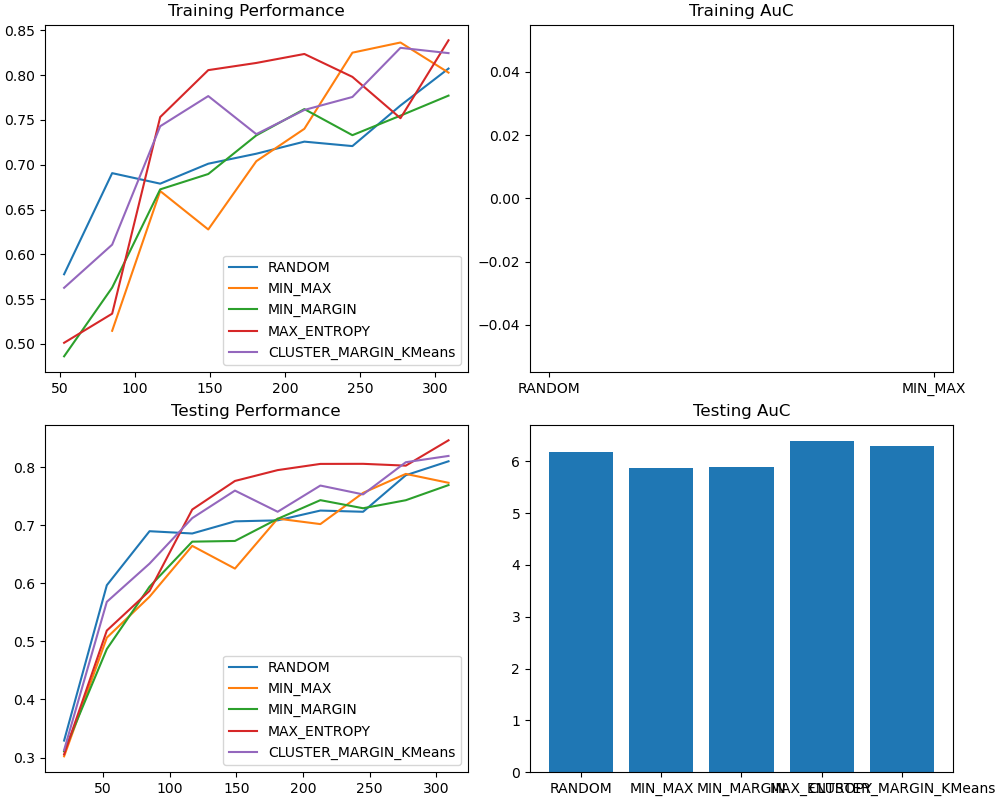 Training Performance
0.85
0.80
0.75
0.70
0.65
0.60
0.55
0.50
RANDOM
MIN_MAX
MIN_MARGIN
MAX_ENTROPY
CLUSTER_MARGIN_KMeans
50 100 150 200 250 300
Training AuC
0.04
0.02
0.00
−0.02
−0.04
RANDOM MIN_MAX
Testing Performance
0.8
0.7
0.6
0.5
0.4
0.3
RANDOM
MIN_MAX
MIN_MARGIN
MAX_ENTROPY
CLUSTER_MARGIN_KMeans
50 100 150 200 250 300
Testing AuC
6
5
4
3
2
1
0
RANDOM MIN_MAX MIN_MARGIN MAX_ENTROPY CLUSTER_MARGIN_KMeans